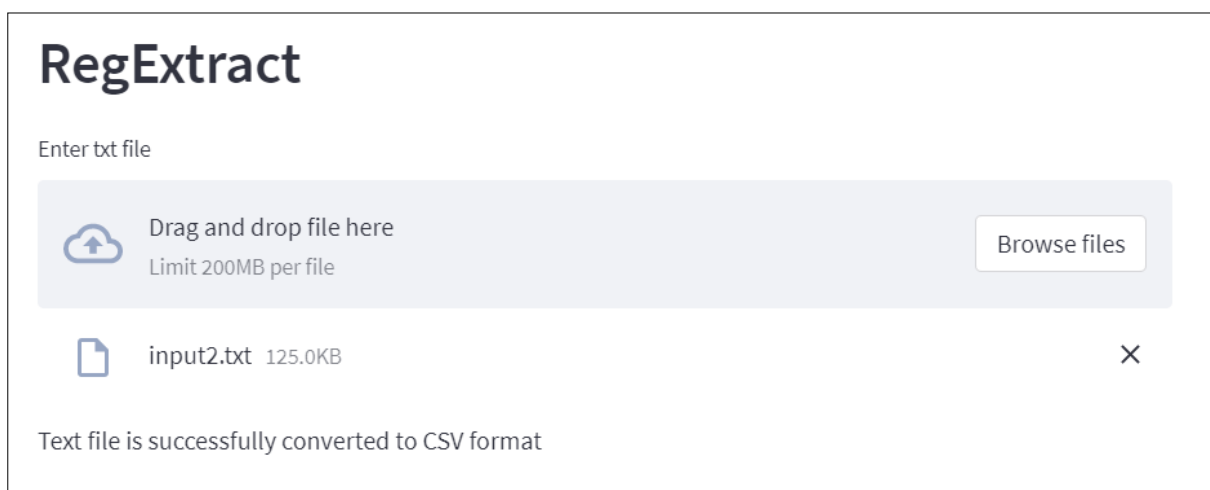 RegExtract
Enter txt file
Drag and drop file here
Limit 200MB per file
Browse files
input2.txt 125.0KB
Text file is successfully converted to CSV format